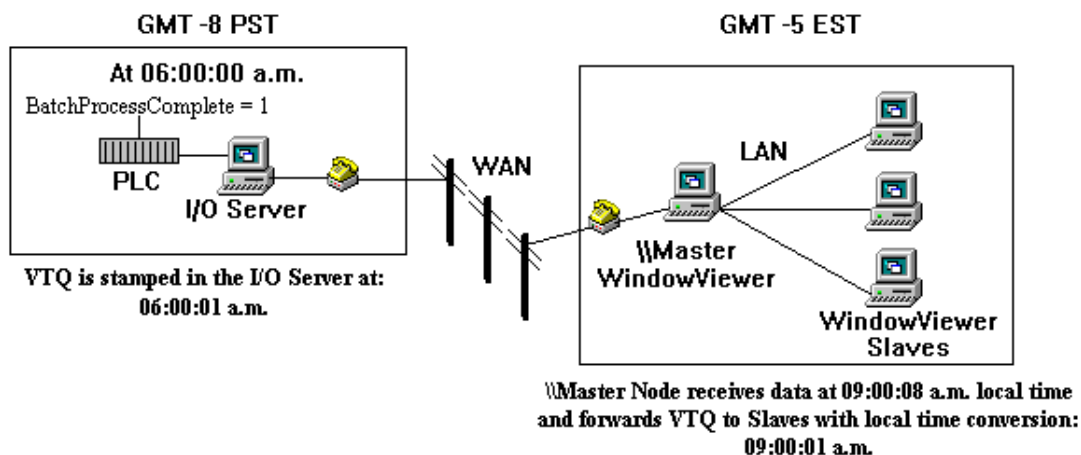 GMT -8 PST
At 06:00:00 a.m.
BatchProcessComplete = 1
PLC
I/O Server
VTQ is stamped in the I/O Server at:
06:00:01 a.m.
WAN
GMT -5 EST
LAN
\\Master
WindowViewer
WindowViewer
Slaves
\\Master Node receives data at 09:00:08 a.m. local time
and forwards VTQ to Slaves with local time conversion:
09:00:01 a.m.